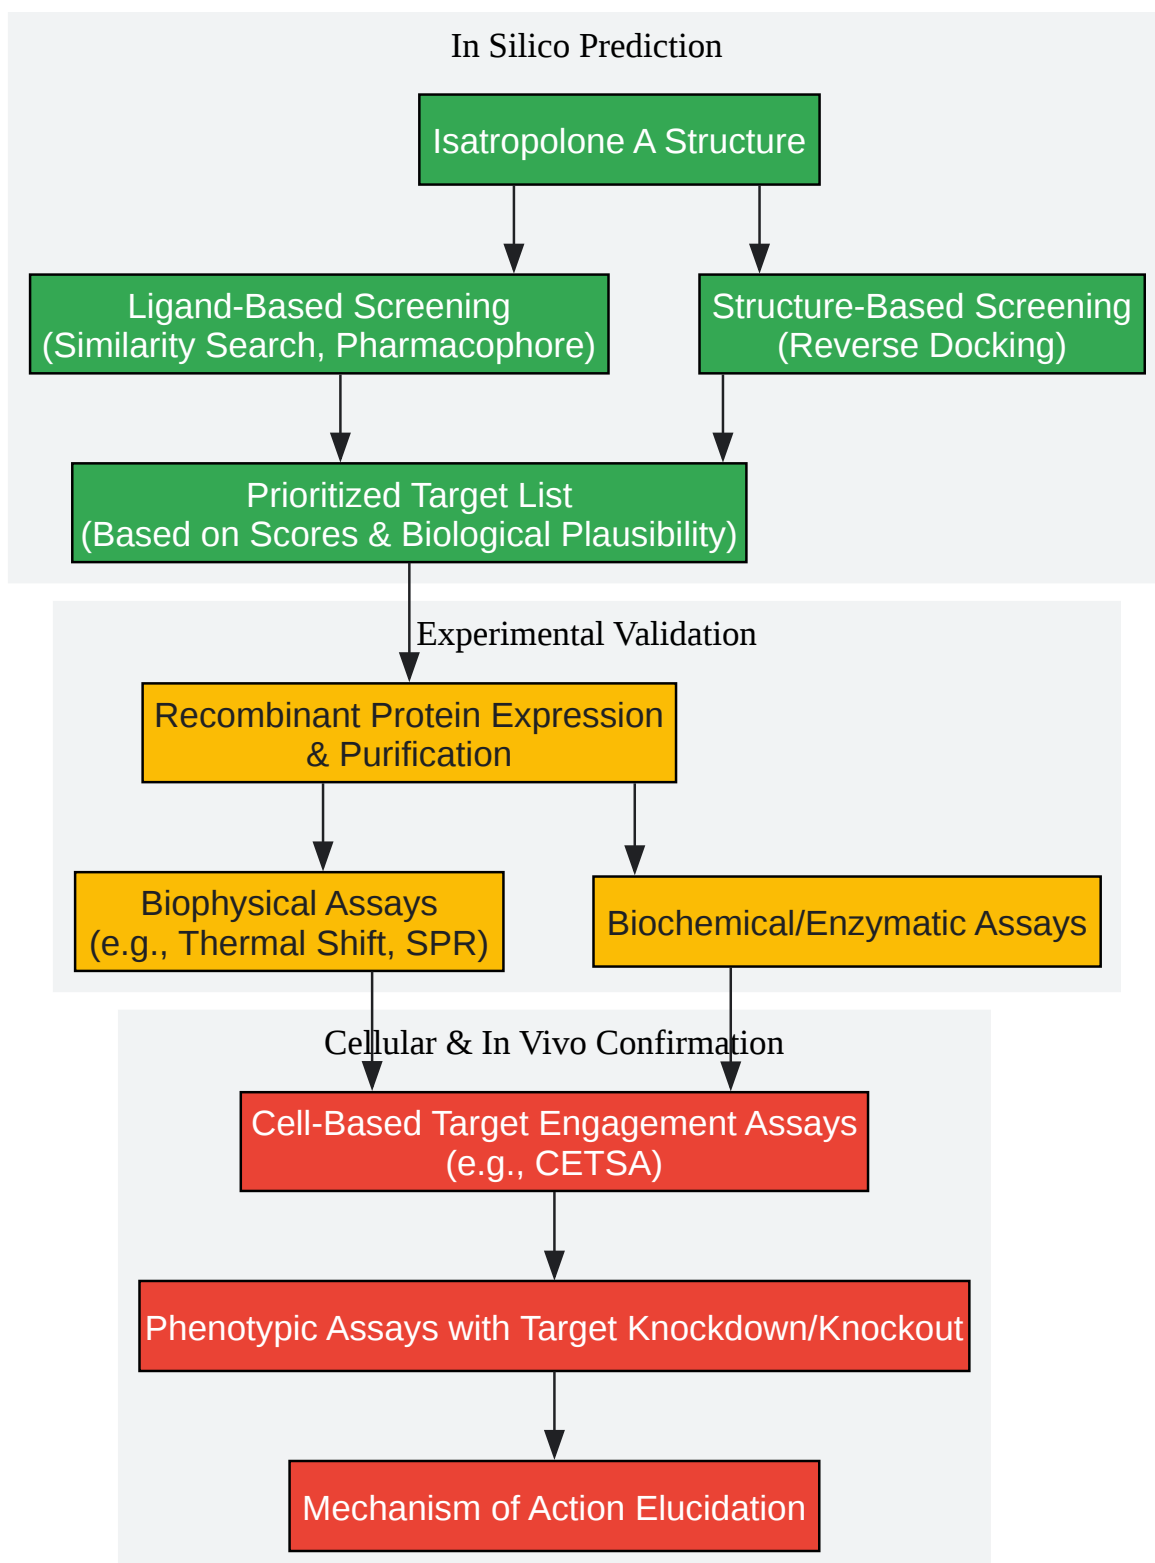 In Silico Prediction
Isatropolone A Structure
Ligand-Based Screening
(Similarity Search, Pharmacophore)
Structure-Based Screening
(Reverse Docking)
Prioritized Target List
(Based on Scores & Biological Plausibility)
Experimental Validation
Recombinant Protein Expression
& Purification
Biophysical Assays
(e.g., Thermal Shift, SPR)
Biochemical/Enzymatic Assays
Cellular & In Vivo Confirmation
Cell-Based Target Engagement Assays
(e.g., CETSA)
Phenotypic Assays with Target Knockdown/Knockout
Mechanism of Action Elucidation